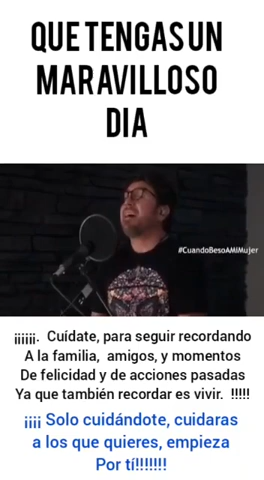 QUE TENGAS UN
MARAVILLOSO
DIA
#CuandoBesoAMiMujer
¡¡¡¡¡¡. Cuídate, para seguir recordando
A la familia, amigos, y momentos
De felicidad y de acciones pasadas
Ya que también recordar es vivir. !!!!!
¡¡¡¡ Solo cuidándote, cuidaras
a los que quieres, empieza
Por tí!!!!!!!